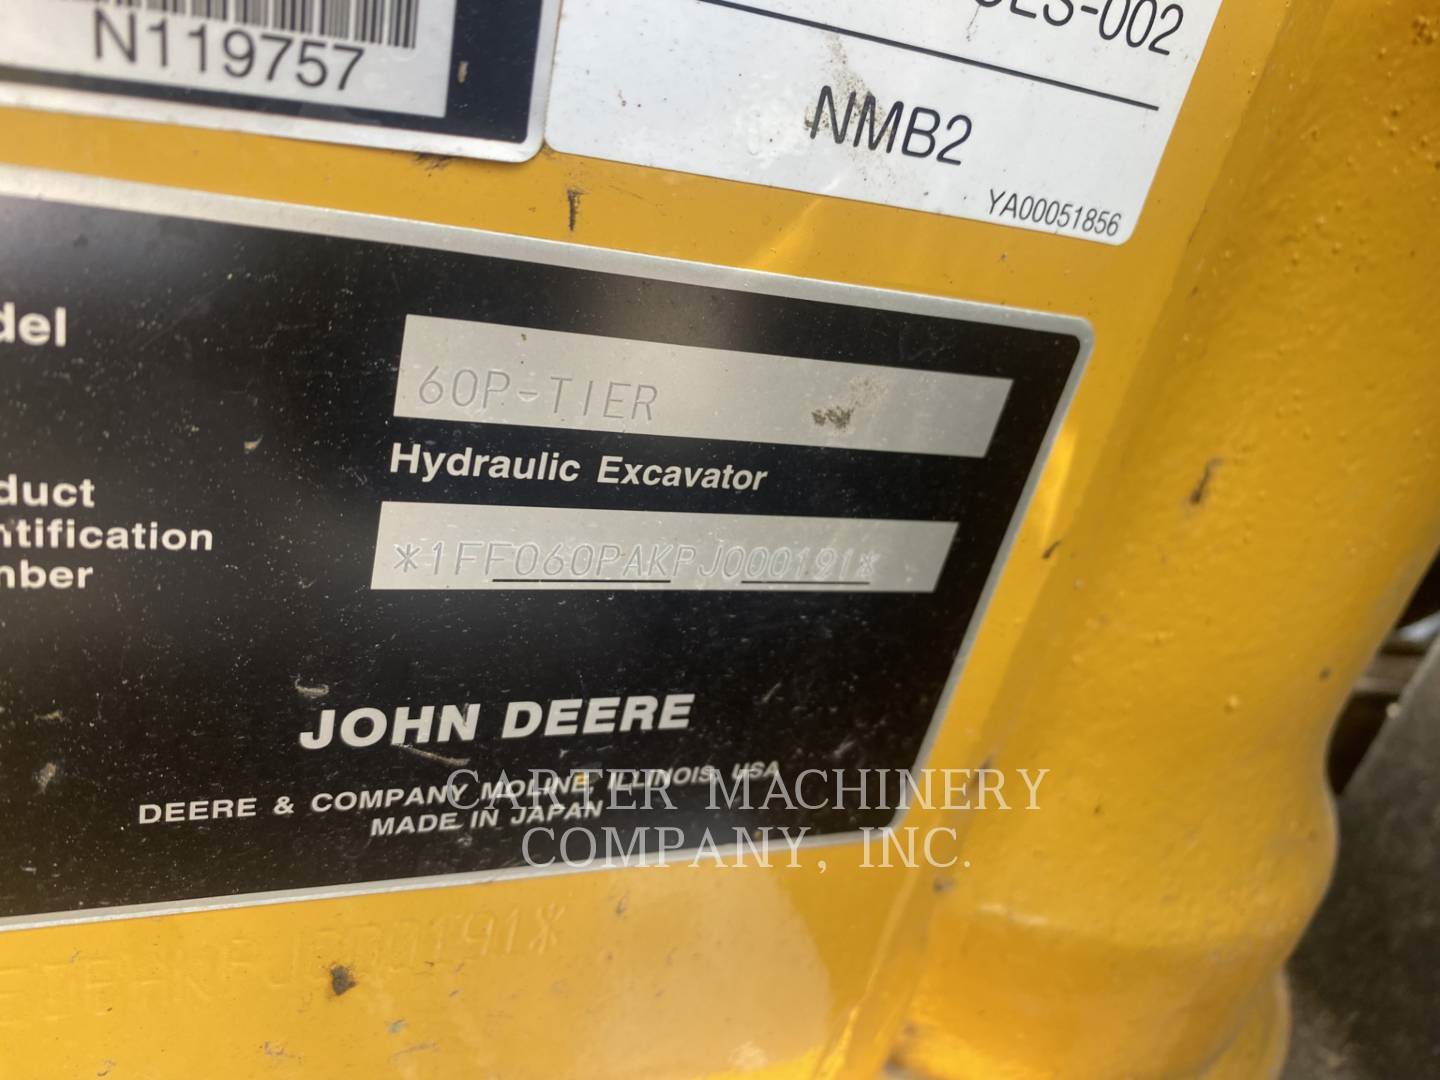 N119757
-002
NMB2
YA00051856
del
60P-TIER
Hydraulic Excavator
duct
ntification
nber
*1FF060PAKPJ000191*
JOHN DEERE
DEERE & COMPANY MOLINE, ILLINOIS USA
MADE IN JAPAN
CARTER MACHINERY
COMPANY, INC.